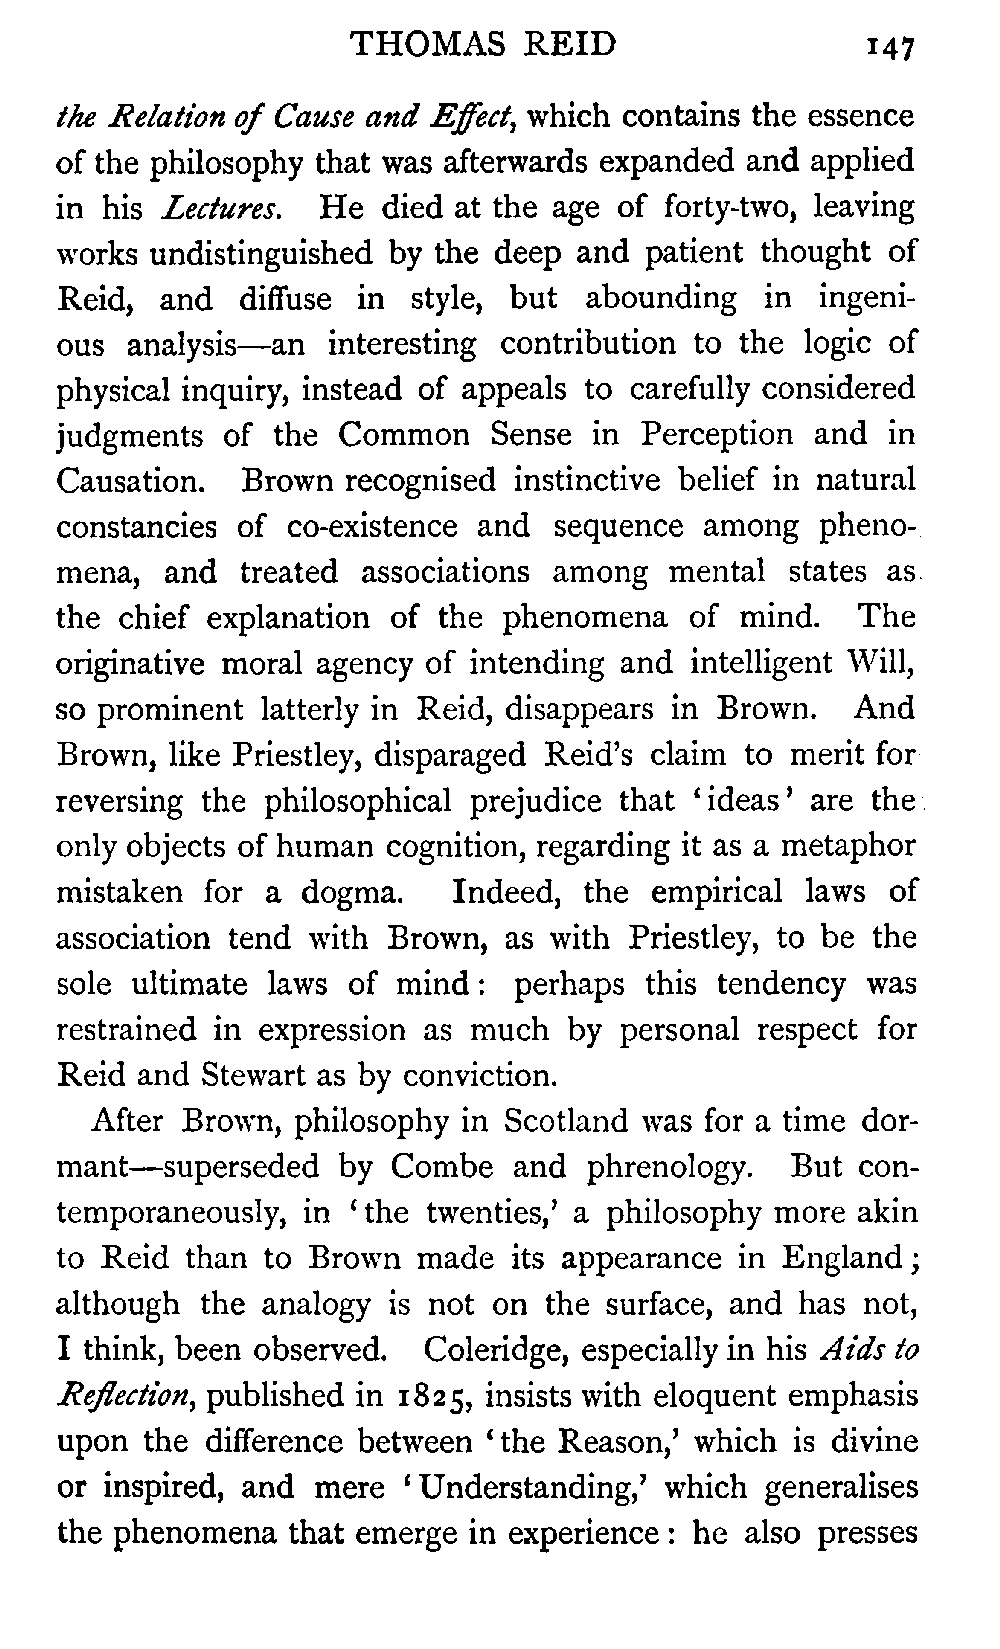 THOMAS REID 147
the Relation of Cause and Effect, which contains the essence
of the philosophy that was afterwards expanded and applied
in his Lectures. He died at the age of forty-two, leaving
works undistinguished by the deep and patient thought of
Reid, and diffuse in style, but abounding in ingeni-
ous analysis—an interesting contribution to the logic of
physical inquiry, instead of appeals to carefully considered
judgments of the Common Sense in Perception and in
Causation. Brown recognised instinctive belief in natural
constancies of co-existence and sequence among pheno-
mena, and treated associations among mental states as
the chief explanation of the phenomena of mind. The
originative moral agency of intending and intelligent Will,
so prominent latterly in Reid, disappears in Brown. And
Brown, like Priestley, disparaged Reid's claim to merit for
reversing the philosophical prejudice that 'ideas' are the
only objects of human cognition, regarding it as a metaphor
mistaken for a dogma. Indeed, the empirical laws of
association tend with Brown, as with Priestley, to be the
sole ultimate laws of mind: perhaps this tendency was
restrained in expression as much by personal respect for
Reid and Stewart as by conviction.
After Brown, philosophy in Scotland was for a time dor-
mant—superseded by Combe and phrenology. But con-
temporaneously, in 'the twenties,' a philosophy more akin
to Reid than to Brown made its appearance in England;
although the analogy is not on the surface, and has not,
I think, been observed. Coleridge, especially in his Aids to
Reflection, published in 1825, insists with eloquent emphasis
upon the difference between 'the Reason,' which is divine
or inspired, and mere 'Understanding,' which generalises
the phenomena that emerge in experience: he also presses